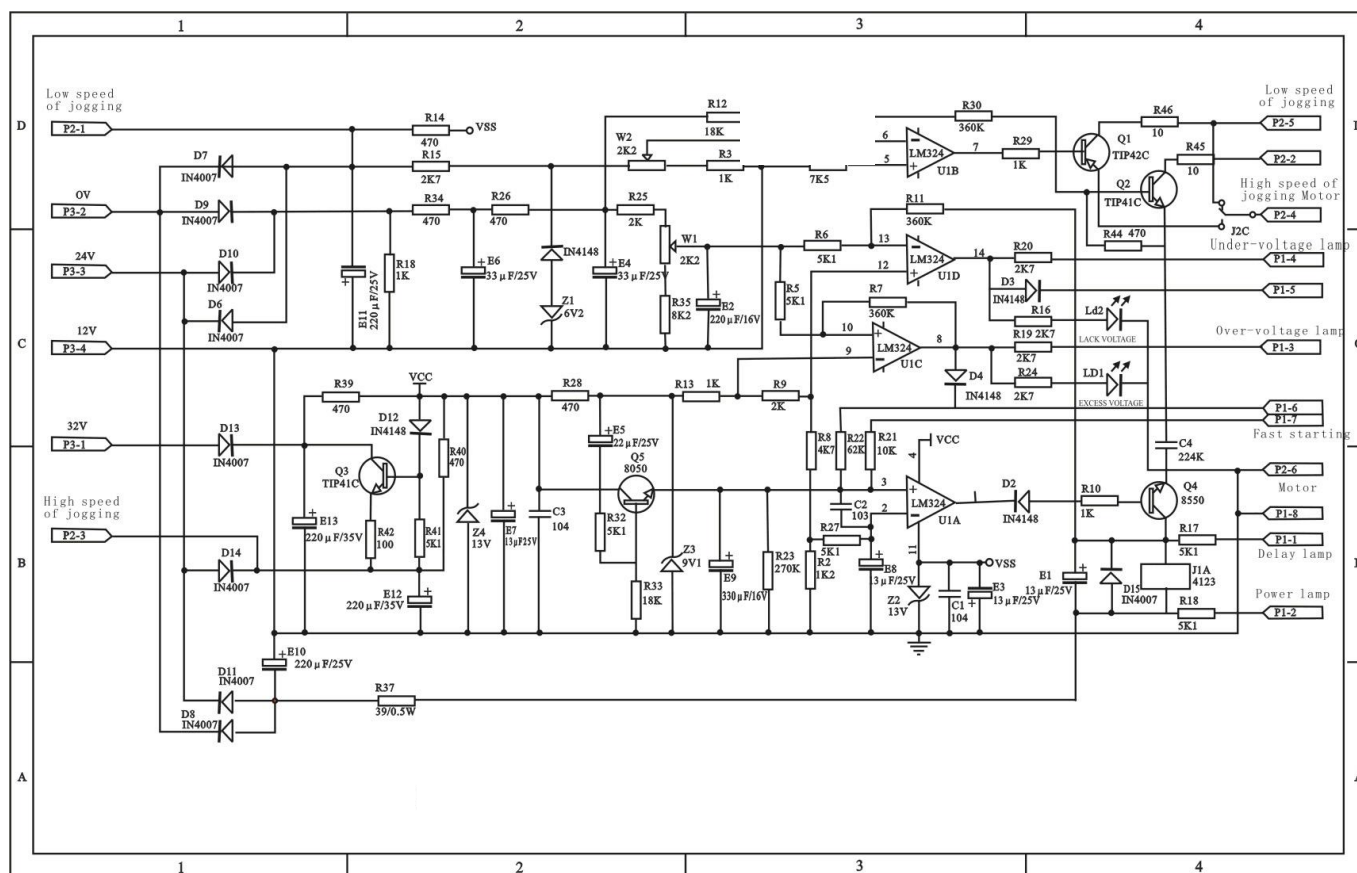 1 2 3 4
Low speed
of jogging
P2-1
D7
IN4007
0V
P3-2
D9
IN4007
24V
P3-3
D10
IN4007
D6
IN4007
12V
P3-4
32V
P3-1
D13
IN4007
High speed
of jogging
P2-3
D14
IN4007
D11
IN4007
D8
IN4007
R14
470
VSS
R15
2K7
R34
470
R26
470
E11
220μF/25V
R18
1K
E6
33μF/25V
IN4148
Z1
6V2
E4
33μF/25V
W2
2K2
R12
18K
R3
1K
7K5
R25
2K
W1
2K2
R35
8K2
E2
220μF/16V
R6
5K1
R5
5K1
R30
360K
6
5
LM324
7
U1B
R29
1K
Q1
TIP42C
Q2
TIP41C
R46
10
R45
10
R44 470
J2C
R11
360K
13
12
LM324
14
U1D
R20
2K7
D3
IN4148
R16
2K7
Ld2
LACK VOLTAGE
R7
360K
10
9
LM324
8
U1C
R19
2K7
D4
IN4148
R24
2K7
LD1
EXCESS VOLTAGE
R39
470
VCC
D12
IN4148
R40
470
Q3
TIP41C
R42
100
R41
5K1
E13
220μF/35V
E12
220μF/35V
Z4
13V
E7
13μF25V
C3
104
R28
470
R13 1K
R9
2K
E5
22μF/25V
Q5
8050
R32
5K1
R33
18K
Z3
9V1
E9
330μF/16V
R23
270K
R8
4K7
R22
62K
R21
10K
C2
103
R27
5K1
R2
1K2
E8
13μF/25V
VCC
4
3
2
LM324
1
U1A
11
Z2
13V
C1
104
E3
13μF/25V
VSS
D2
IN4148
R10
1K
C4
224K
Q4
8550
R17
5K1
E1
13μF/25V
D15
IN4007
J1A
4123
R18
5K1
E10
220μF/25V
R37
39/0.5W
Low speed
of jogging
P2-5
P2-2
High speed of
jogging Motor
P2-4
Under-voltage lamp
P1-4
P1-5
Over-voltage lamp
P1-3
P1-6
P1-7
Fast starting
P2-6
Motor
P1-8
P1-1
Delay lamp
Power lamp
P1-2
D
C
B
A
1 2 3 4